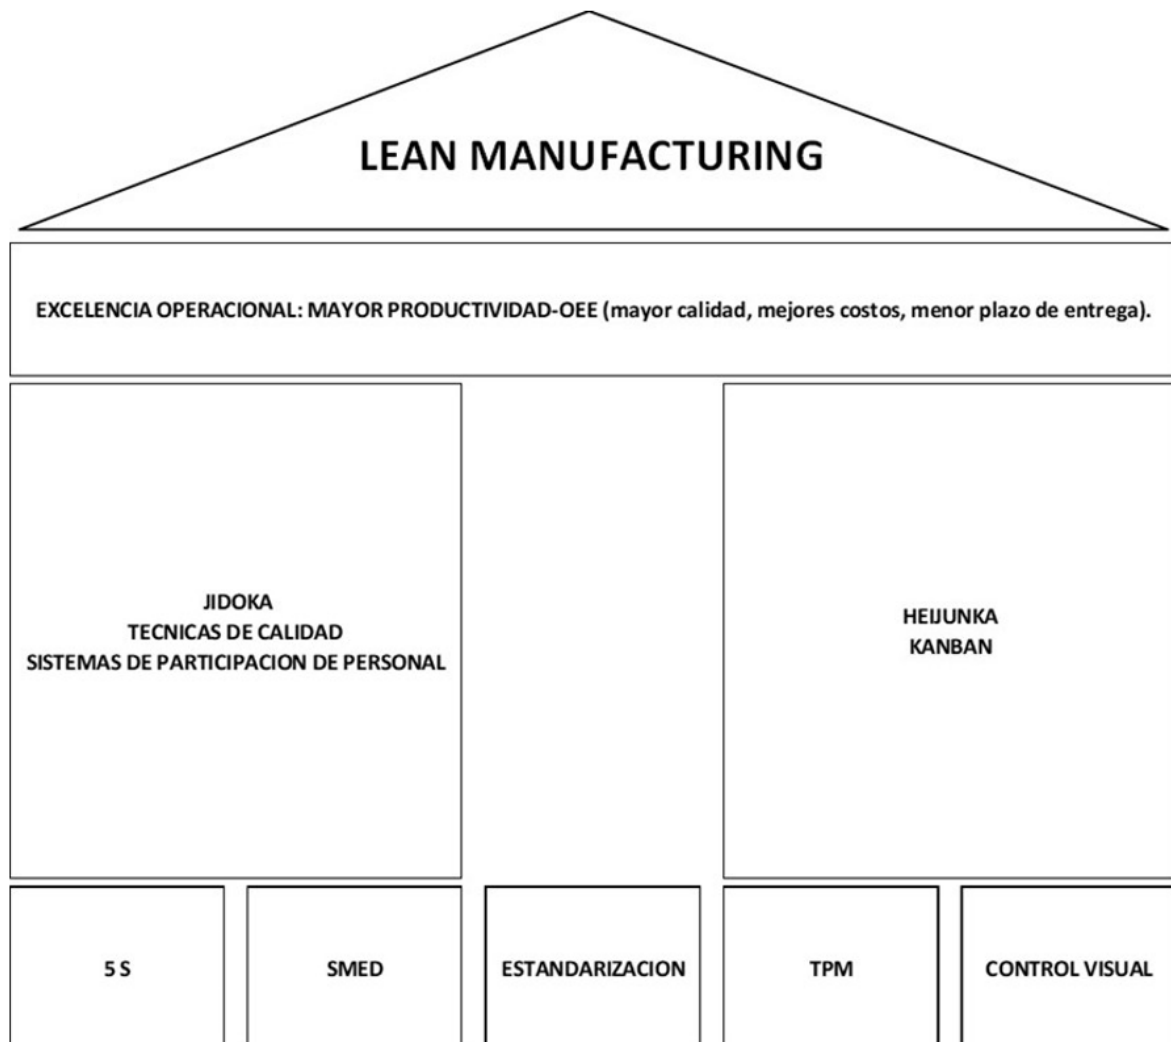 LEAN MANUFACTURING
EXCELENCIA OPERACIONAL: MAYOR PRODUCTIVIDAD-OEE (mayor calidad, mejores costos, menor plazo de entrega).
JIDOKA
TECNICAS DE CALIDAD
SISTEMAS DE PARTICIPACION DE PERSONAL
HEIJUNKA
KANBAN
5 S
SMED
ESTANDARIZACION
TPM
CONTROL VISUAL